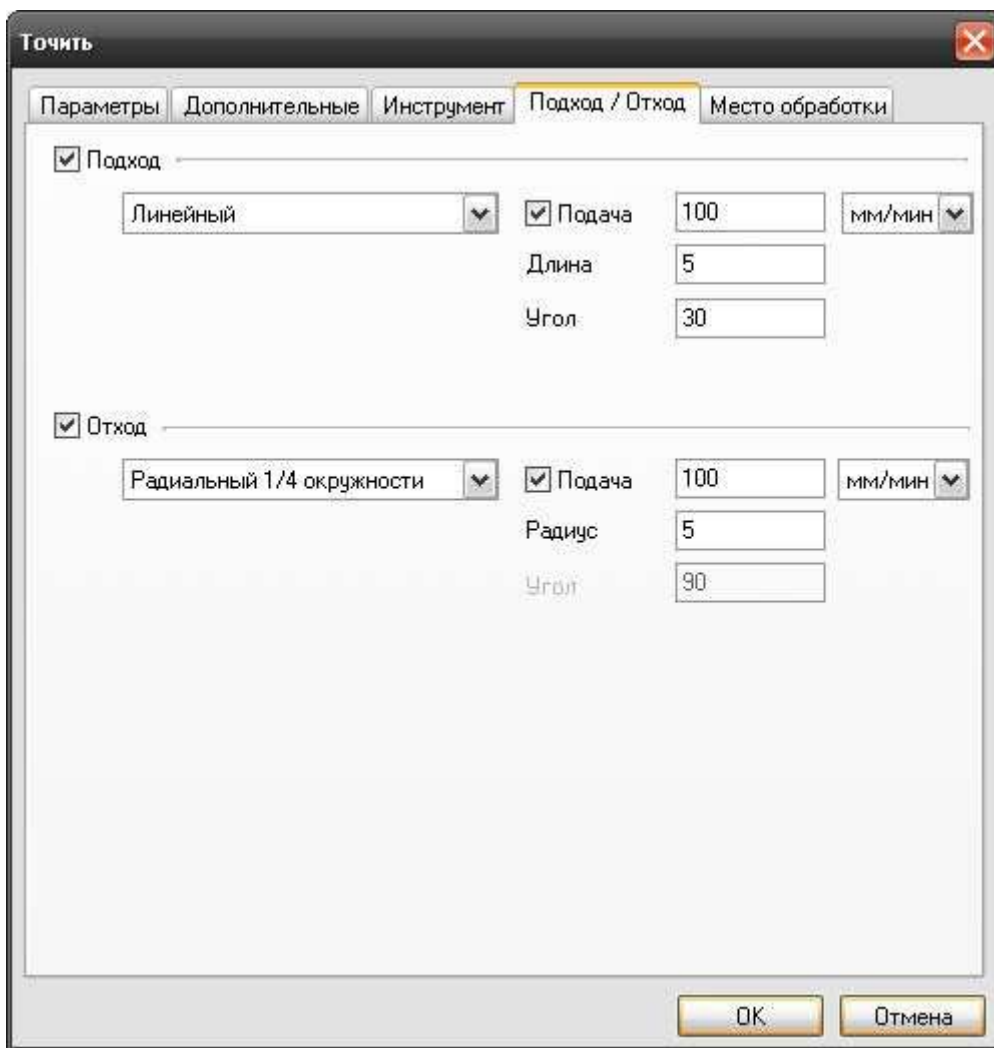 Точить
Параметры Дополнительные Инструмент Подход / Отход Место обработки
Подход
Линейный Подача 100 мм/мин
Длина 5
Угол 30
Отход
Радиальный 1/4 окружности Подача 100 мм/мин
Радиус 5
Угол 90
OK Отмена